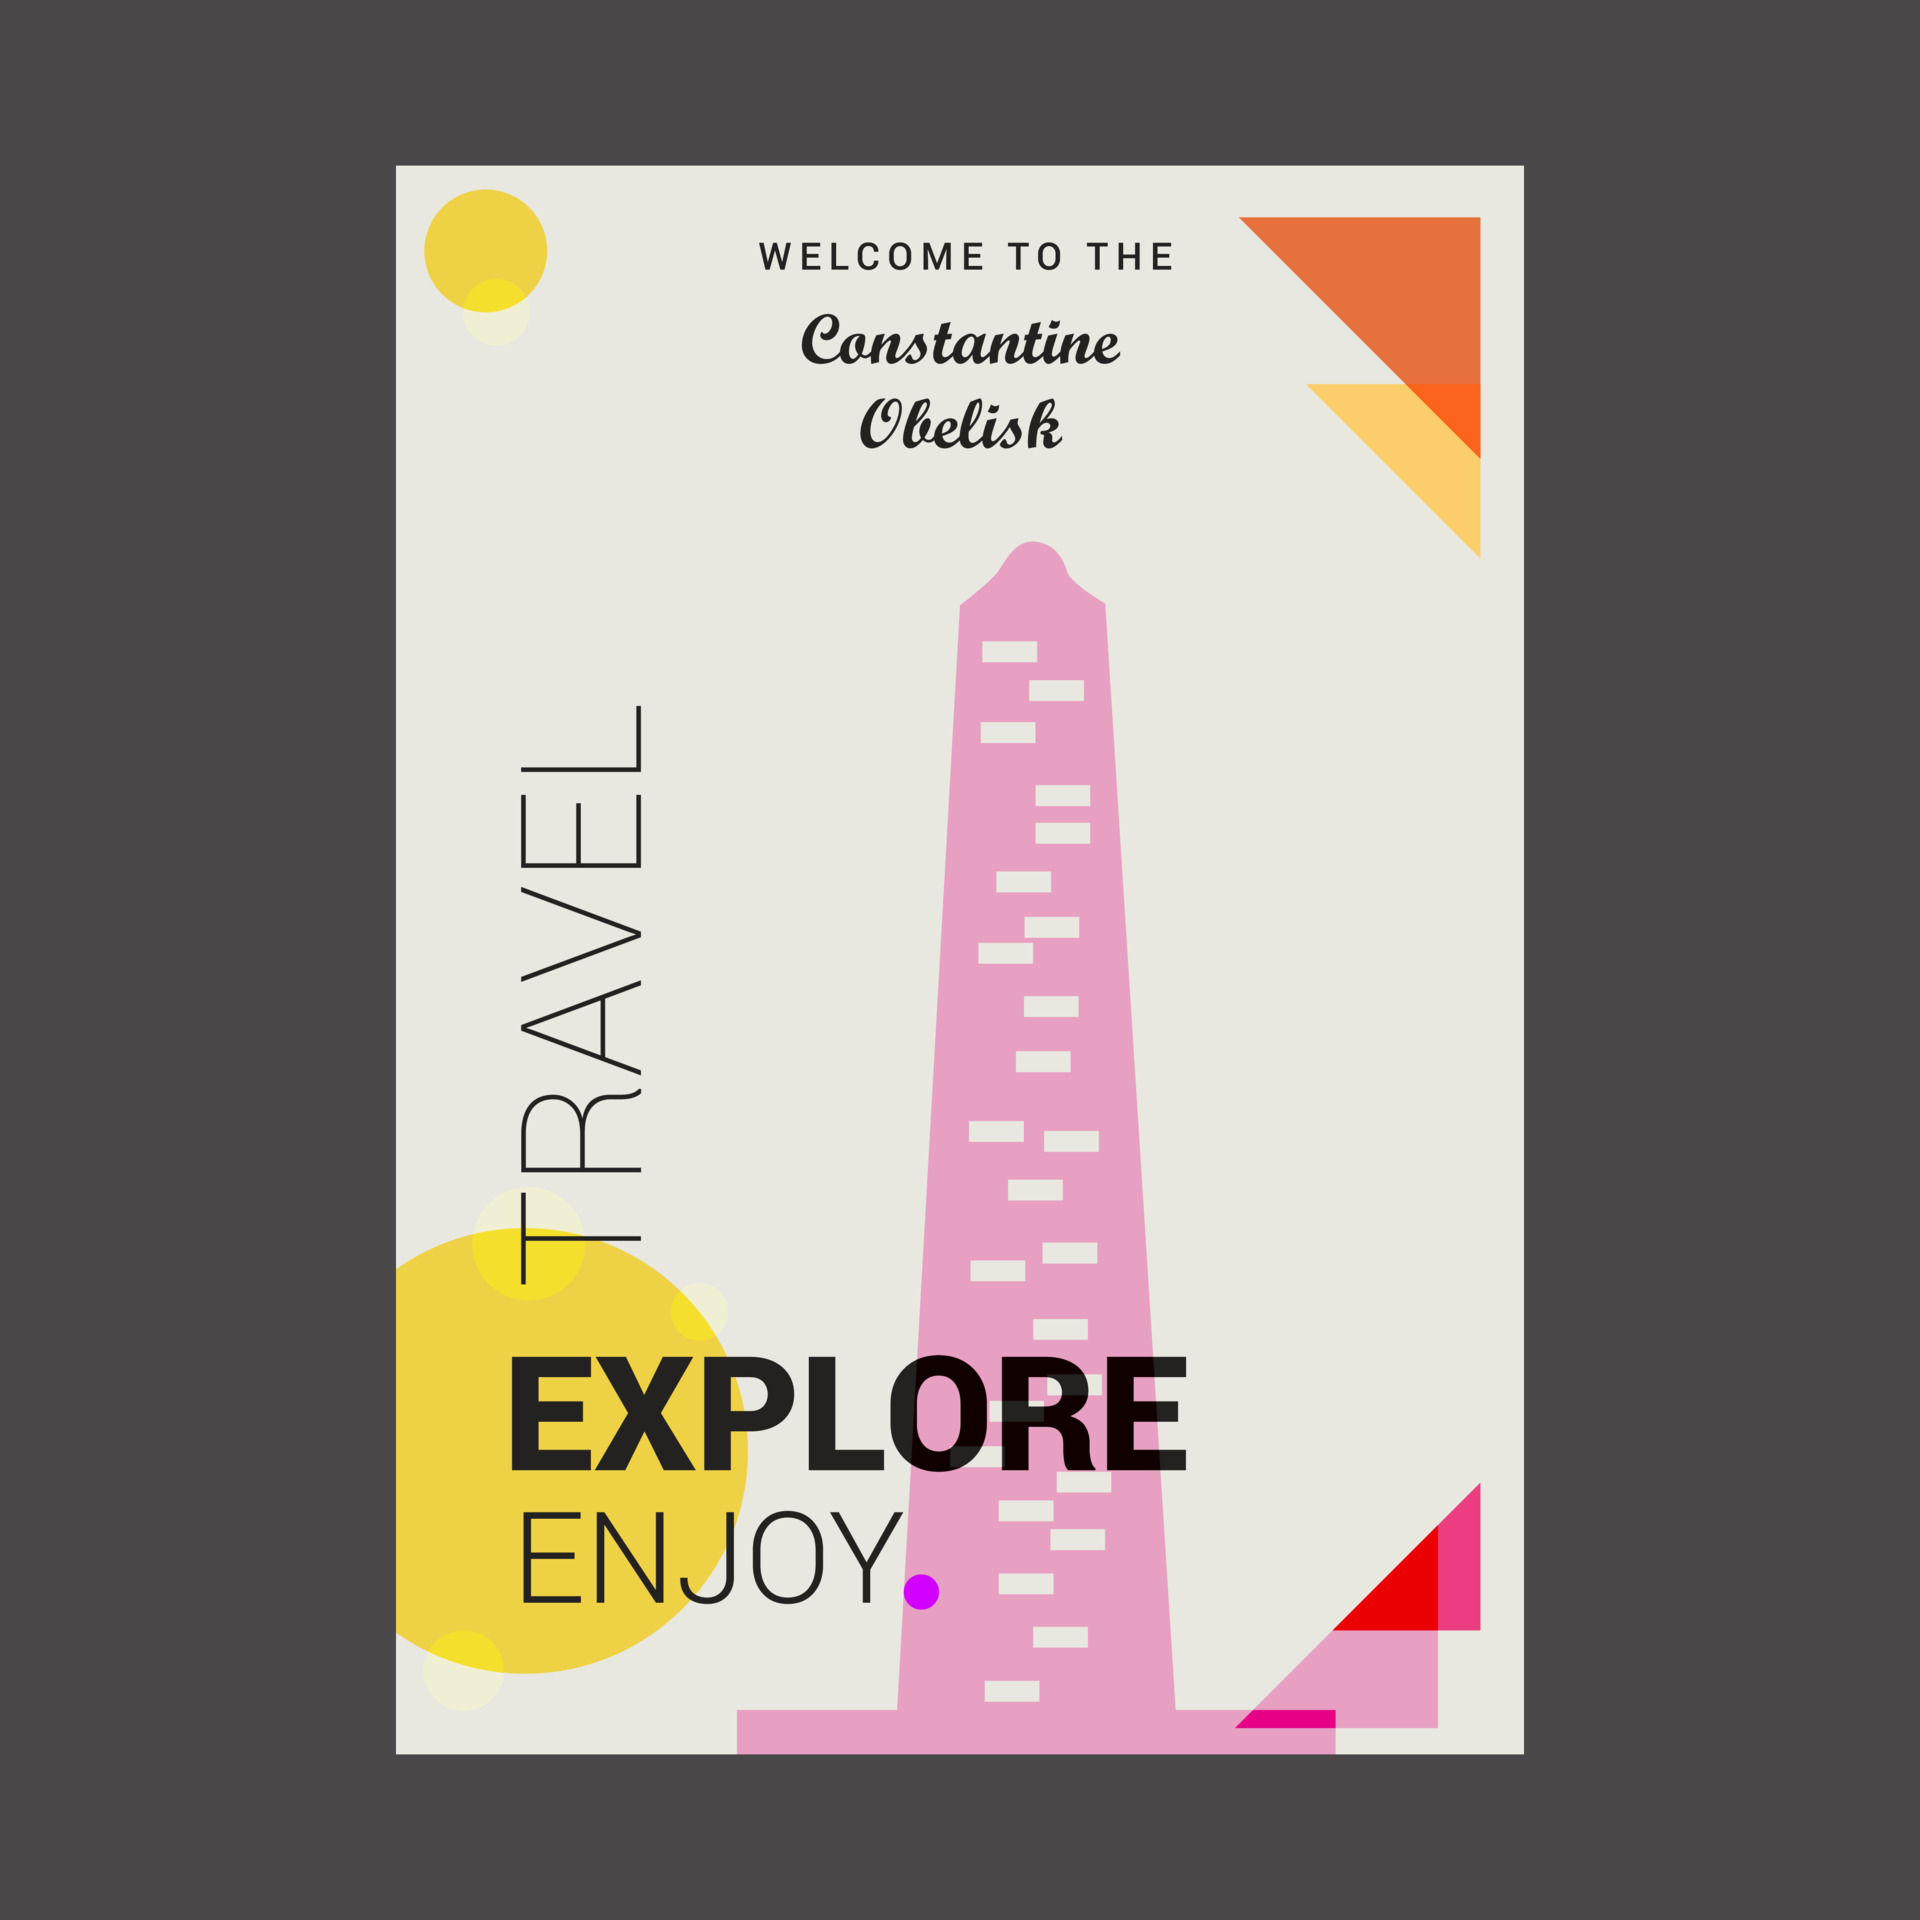 WELCOME TO THE
Constantine
Obelisk
TRAVEL
EXPLORE
ENJOY.